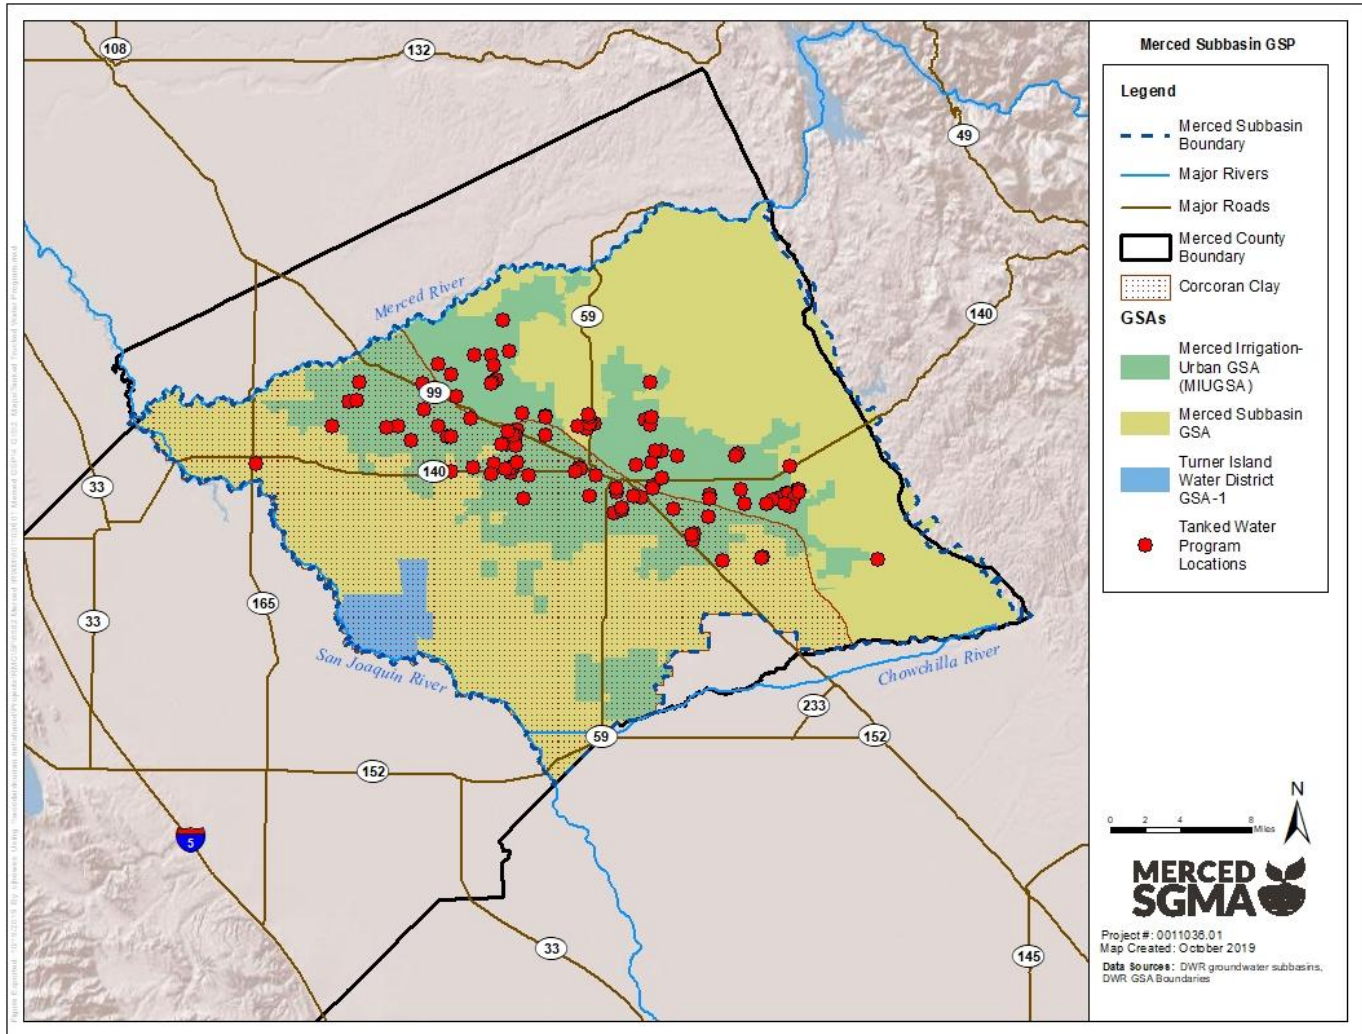 Merced Subbasin GSP
Legend
Merced Subbasin
Boundary
Major Rivers
Major Roads
Merced County
Boundary
Corcoran Clay
GSAs
Merced Irrigation-
Urban GSA
(MIUGSA)
Merced Subbasin
GSA
Turner Island
Water District
GSA-1
Tanked Water
Program
Locations
108
132
49
140
Merced River
59
99
140
33
165
33
San Joaquin River
Chowchilla River
233
59
152
152
5
33
145
N
0 2 4 8
Miles
MERCED
SGMA
Project #: 0011036.01
Map Created: October 2019
Data Sources: DWR groundwater subbasins,
DWR GSA Boundaries